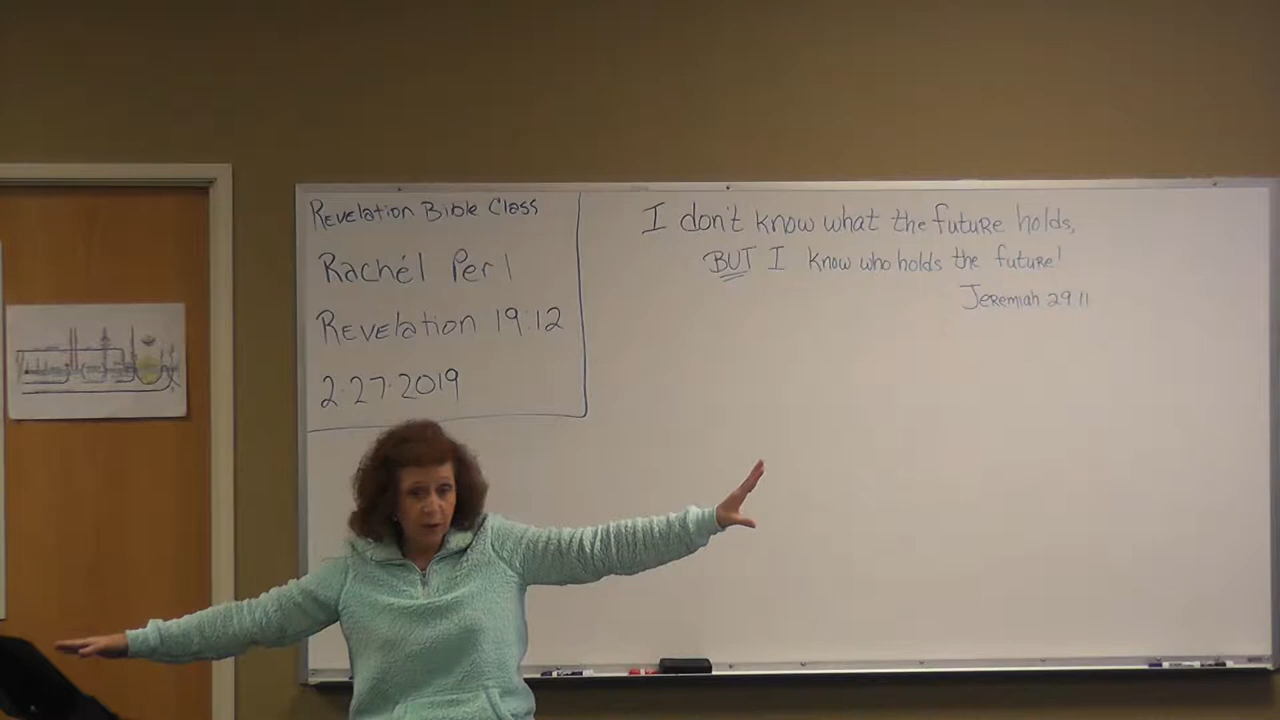 Revelation Bible Class
Rachél Perl
Revelation 19:12
2.27.2019
I don't know what the future holds,
BUT I know who holds the future!
Jeremiah 29:11